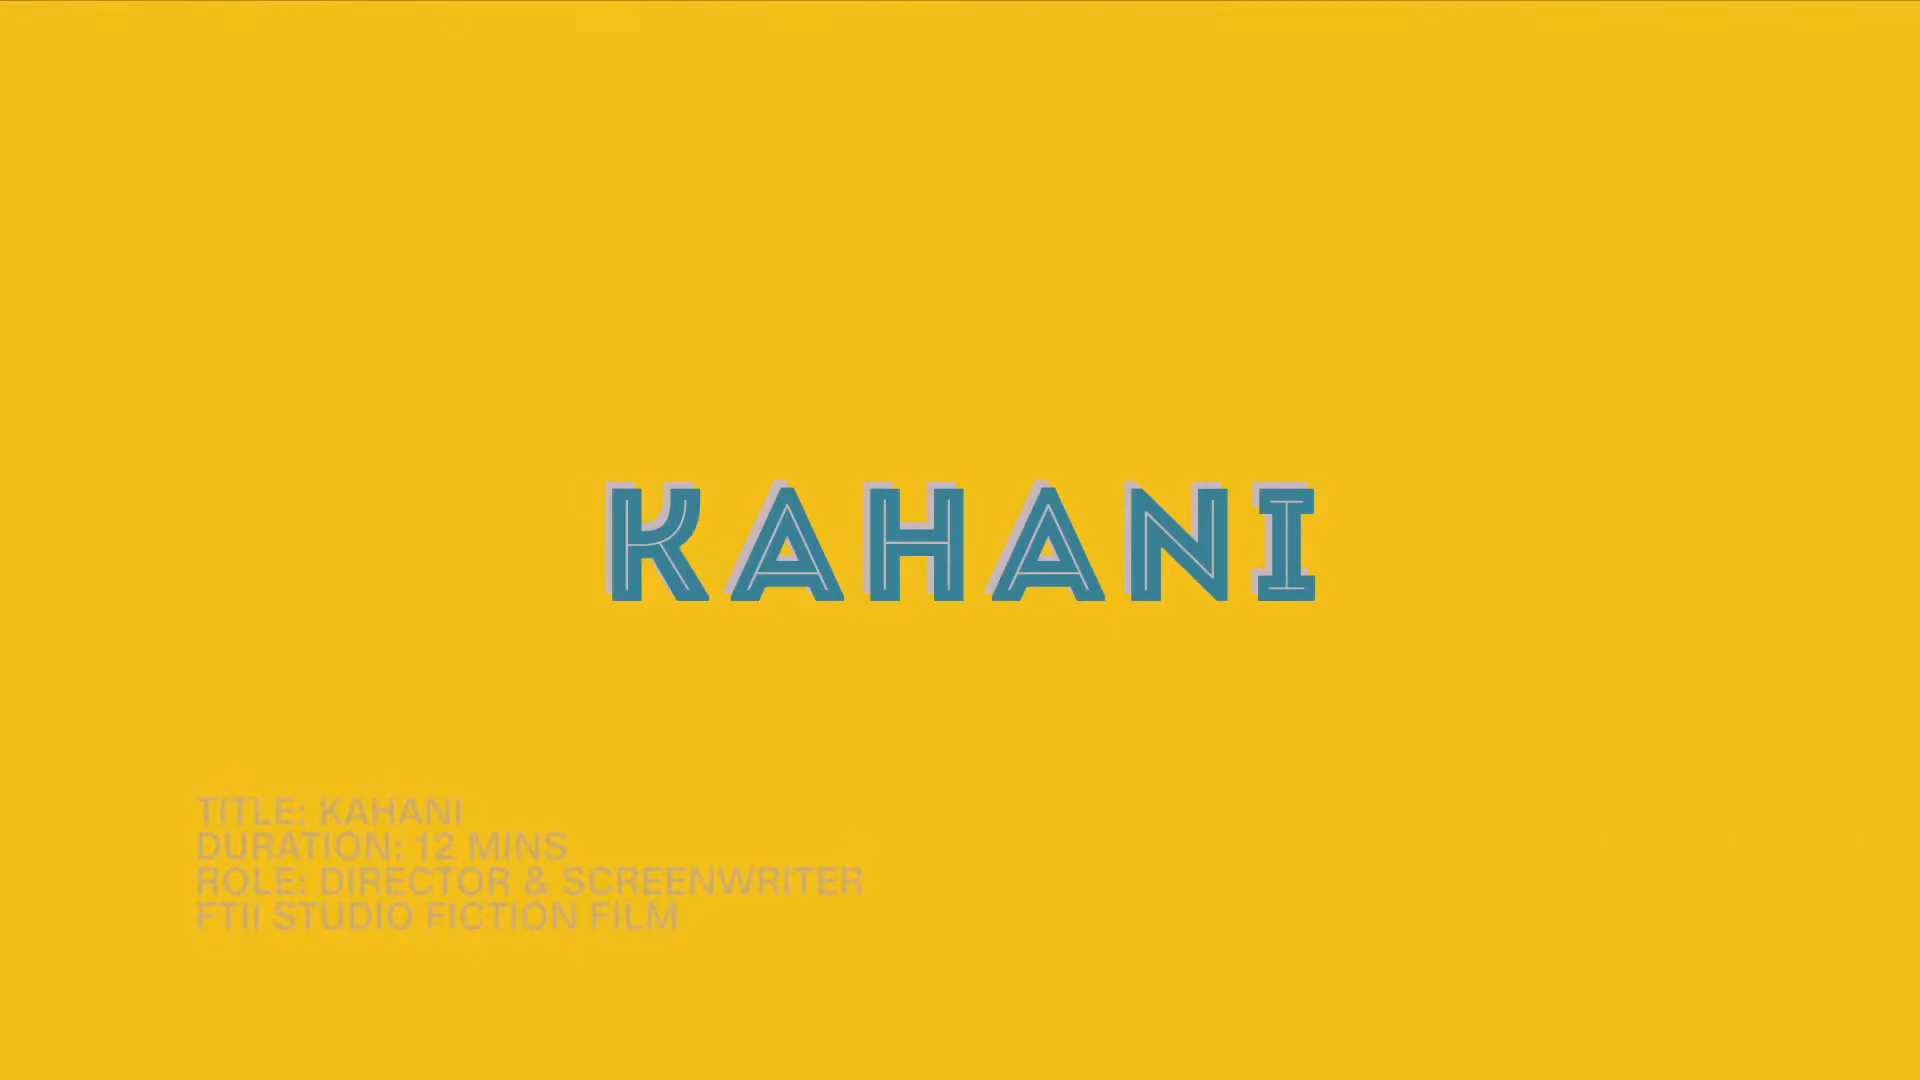 KAHANI
TITLE: KAHANI
DURATION: 12 MINS
ROLE: DIRECTOR & SCREENWRITER
FTII STUDIO FICTION FILM